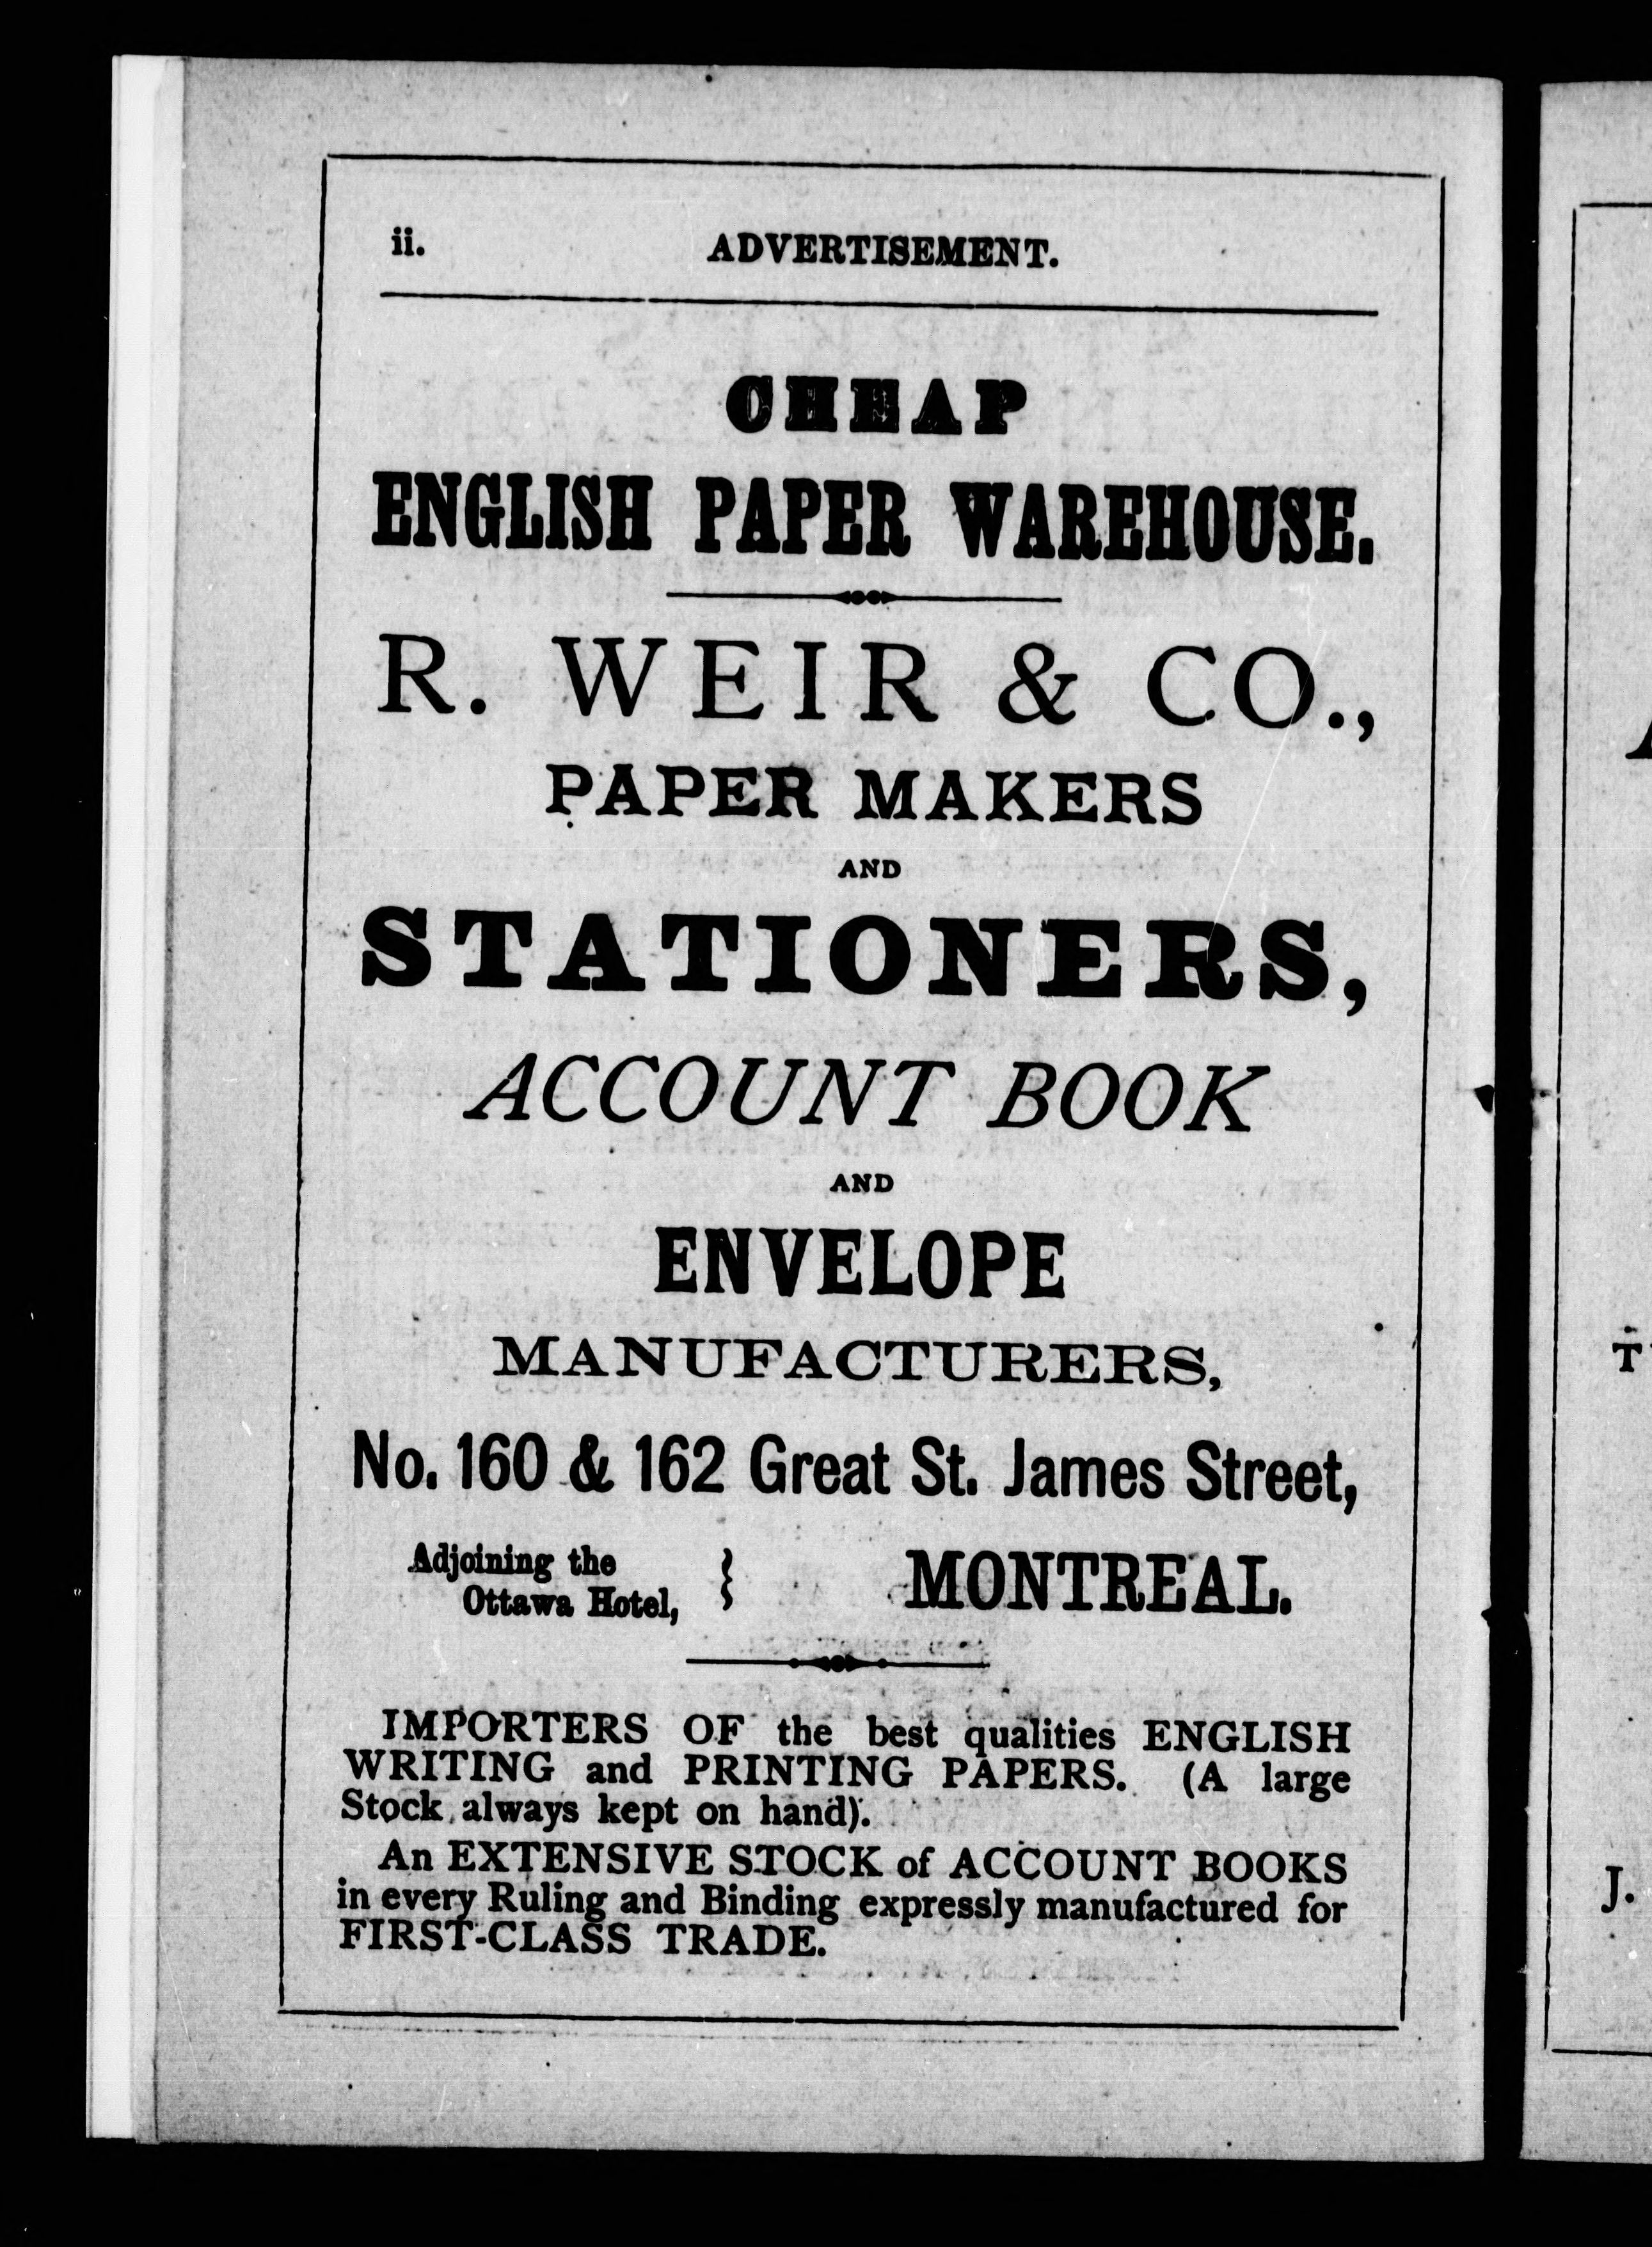 ii. ADVERTISEMENT.
CHEAP
ENGLISH PAPER WAREHOUSE.
R. WEIR & CO.,
PAPER MAKERS
AND
STATIONERS,
ACCOUNT BOOK
AND
ENVELOPE
MANUFACTURERS,
No. 160 & 162 Great St. James Street,
Adjoining the
Ottawa Hotel, } MONTREAL.
IMPORTERS OF the best qualities ENGLISH
WRITING and PRINTING PAPERS. (A large
Stock always kept on hand).
An EXTENSIVE STOCK of ACCOUNT BOOKS
in every Ruling and Binding expressly manufactured for
FIRST-CLASS TRADE.
T
J.